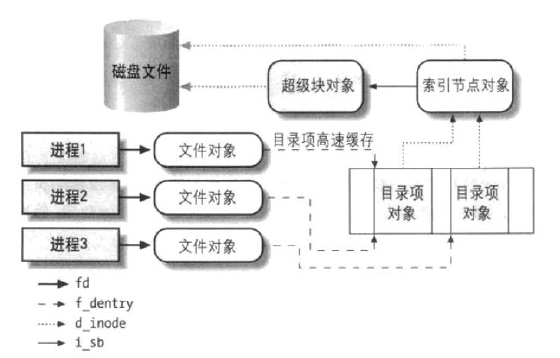 磁盘文件
超级块对象
索引节点对象
进程1
文件对象
目录项高速缓存
进程2
文件对象
目录项
对象
目录项
对象
进程3
文件对象
fd
f_dentry
d_inode
i_sb